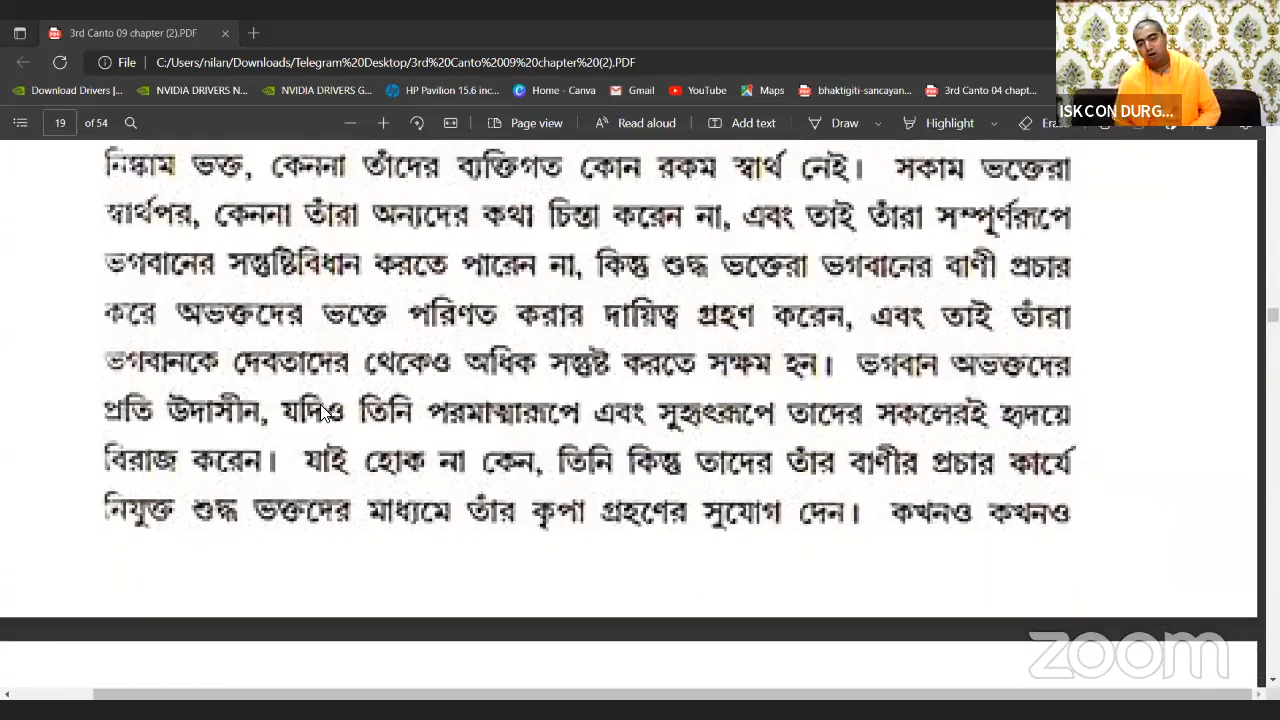 3rd Canto 09 chapter (2).PDF
File C:/Users/nilan/Downloads/Telegram%20Desktop/3rd%20Canto%2009%20chapter%20(2).PDF
Download Drivers |... NVIDIA DRIVERS N... NVIDIA DRIVERS G... HP Pavilion 15.6 inc... Home - Canva Gmail YouTube Maps bhaktigiti-sancayan... 3rd Canto 04 chapt...
ISKCON DURG...
19 of 54 Page view Read aloud Add text Draw Highlight
নিষ্কাম ভক্ত, কেননা তাঁদের ব্যক্তিগত কোন রকম স্বার্থ নেই। সকাম ভক্তেরা
স্বার্থপর, কেননা তাঁরা অন্যদের কথা চিন্তা করেন না, এবং তাই তাঁরা সম্পূর্ণরূপে
ভগবানের সন্তুষ্টিবিধান করতে পারেন না, কিন্তু শুদ্ধ ভক্তেরা ভগবানের বাণী প্রচার
করে অভক্তদের ভক্তে পরিণত করার দায়িত্ব গ্রহণ করেন, এবং তাই তাঁরা
ভগবানকে দেবতাদের থেকেও অধিক সন্তুষ্ট করতে সক্ষম হন। ভগবান অভক্তদের
প্রতি উদাসীন, যদিও তিনি পরমাত্মারূপে এবং সুহৃৎরূপে তাদের সকলেরই হৃদয়ে
বিরাজ করেন। যাই হোক না কেন, তিনি কিন্তু তাদের তাঁর বাণীর প্রচার কার্যে
নিযুক্ত শুদ্ধ ভক্তদের মাধ্যমে তাঁর কৃপা গ্রহণের সুযোগ দেন। কখনও কখনও
zoom